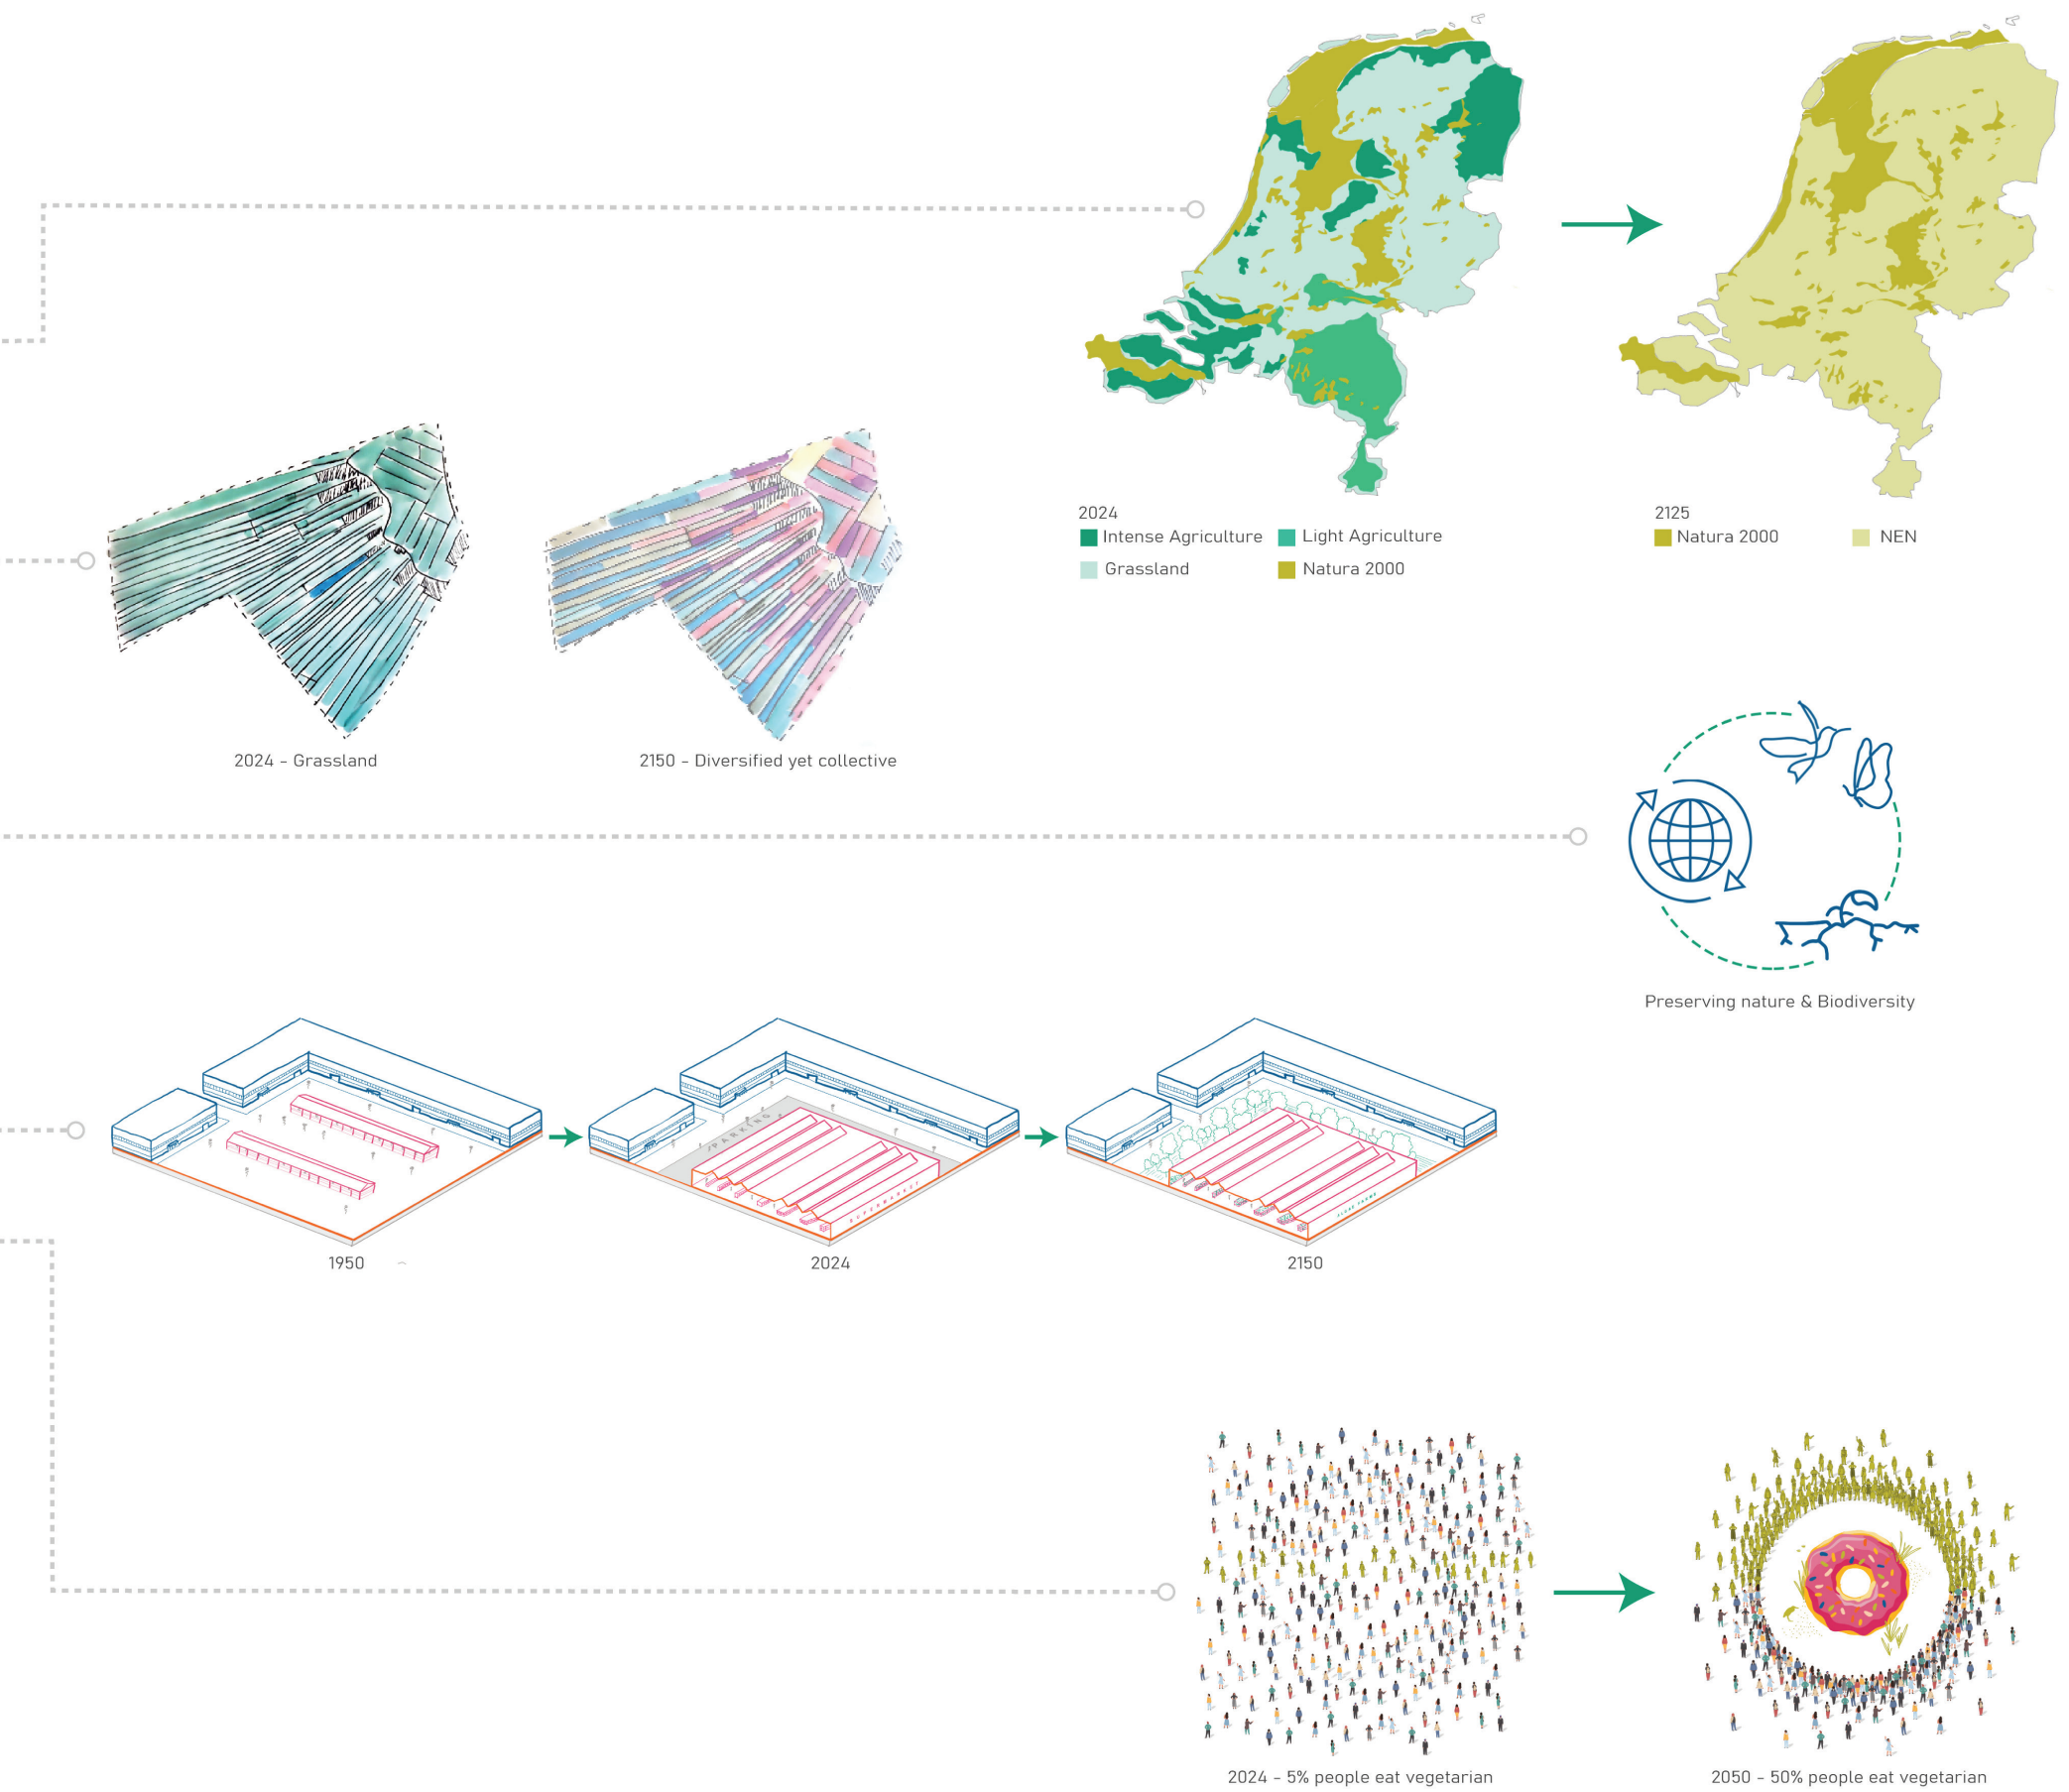 2024
Intense Agriculture
Light Agriculture
Grassland
Natura 2000
2125
Natura 2000
NEN
2024 - Grassland
2150 - Diversified yet collective
Preserving nature & Biodiversity
PARKING
SUPERMARKET
1950
2024
2150
2024 - 5% people eat vegetarian
2050 - 50% people eat vegetarian